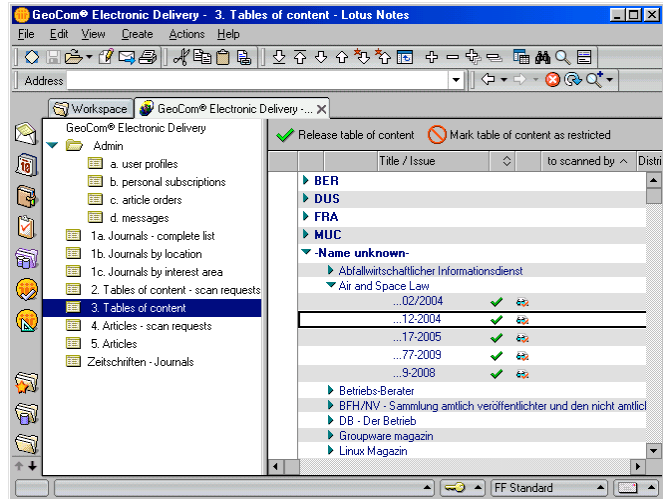 GeoCom® Electronic Delivery - 3. Tables of content - Lotus Notes
File Edit View Create Actions Help
Address
Workspace GeoCom® Electronic Delivery -... X
GeoCom® Electronic Delivery
Admin
a. user profiles
b. personal subscriptions
c. article orders
d. messages
1a. Journals - complete list
1b. Journals by location
1c. Journals by interest area
2. Tables of content - scan requests
3. Tables of content
4. Articles - scan requests
5. Articles
Zeitschriften - Journals
Release table of content Mark table of content as restricted
Title / Issue to scanned by Distri
BER
DUS
FRA
MUC
-Name unknown-
Abfallwirtschaftlicher Informationsdienst
Air and Space Law
...02/2004
...12-2004
...17-2005
...77-2009
...9-2008
Betriebs-Berater
BFH/NV - Sammlung amtlich veröffentlichter und den nicht amtlicl
DB - Der Betrieb
Groupware magazin
Linux Magazin
FF Standard